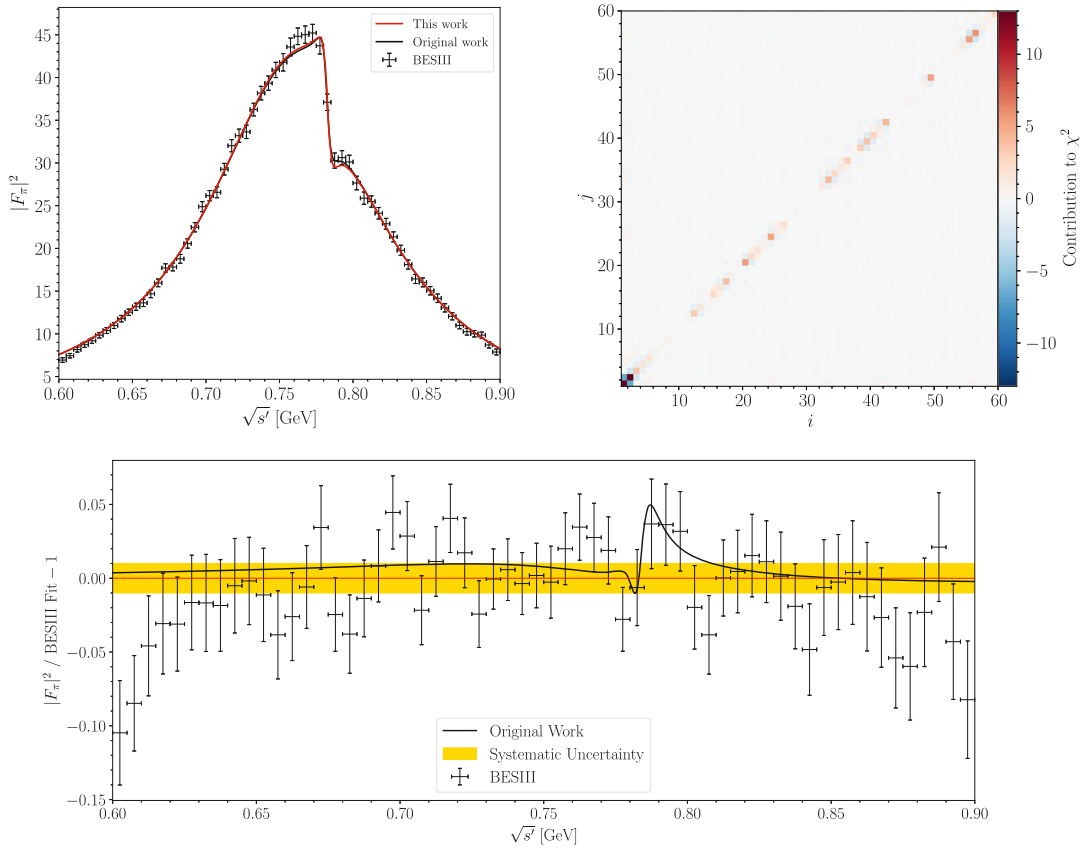 This work
Original work
BESIII
45
40
35
30
25
20
15
10
5
|Fπ|²
0.60 0.65 0.70 0.75 0.80 0.85 0.90
√s′ [GeV]
60
50
40
30
20
10
j
10 20 30 40 50 60
i
10
5
0
−5
−10
Contribution to χ²
0.05
0.00
−0.05
−0.10
−0.15
|Fπ|² / BESIII Fit − 1
Original Work
Systematic Uncertainty
BESIII
0.60 0.65 0.70 0.75 0.80 0.85 0.90
√s′ [GeV]